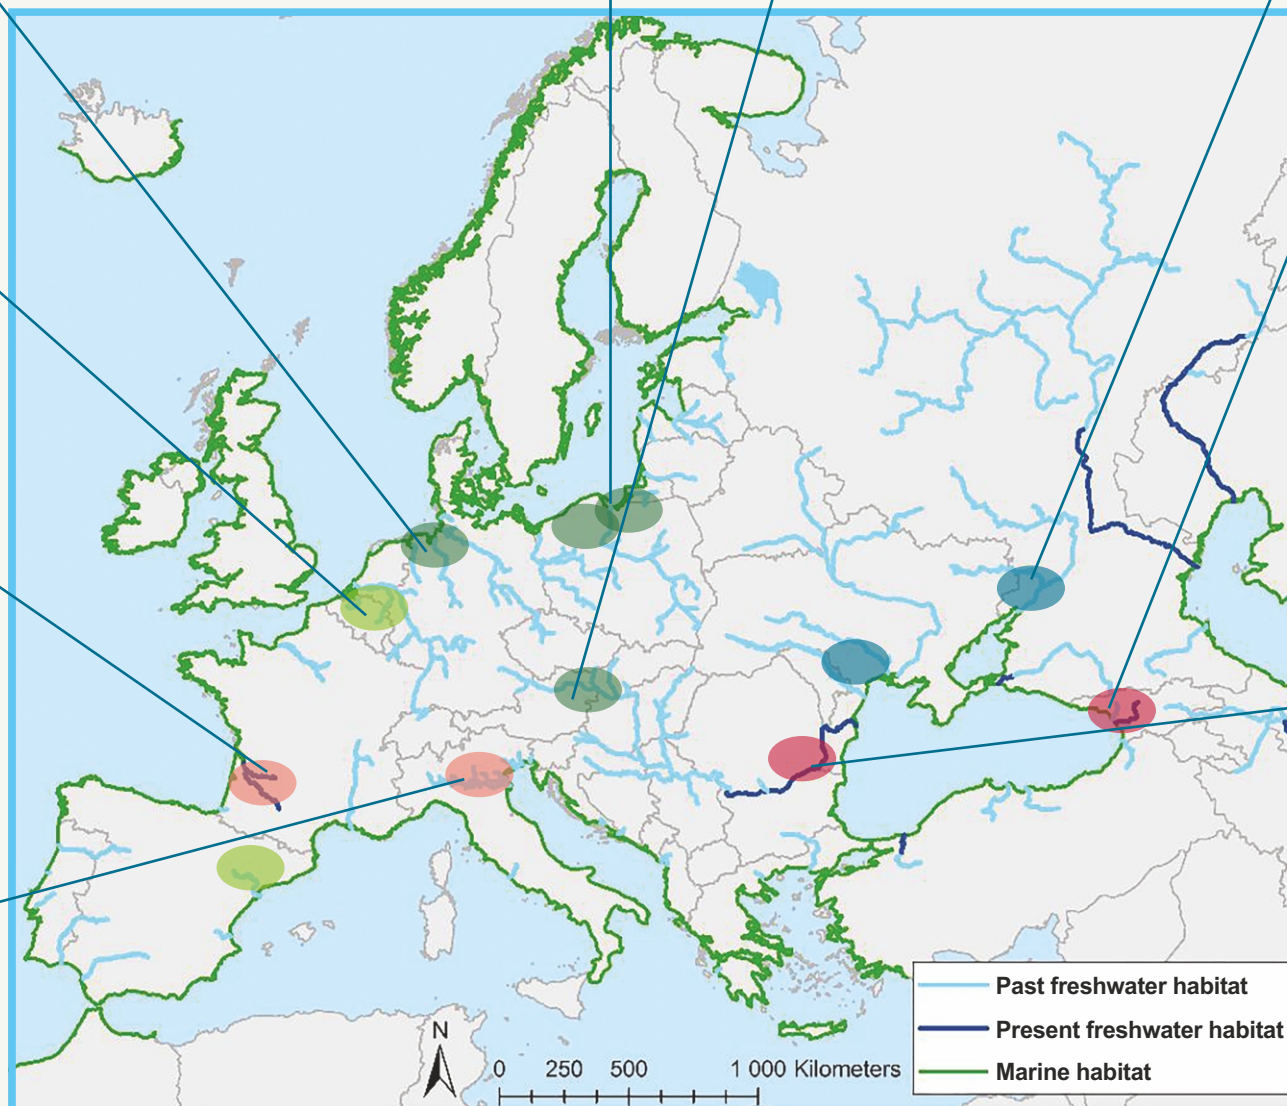 Past freshwater habitat
Present freshwater habitat
Marine habitat
N
0 250 500 1 000 Kilometers